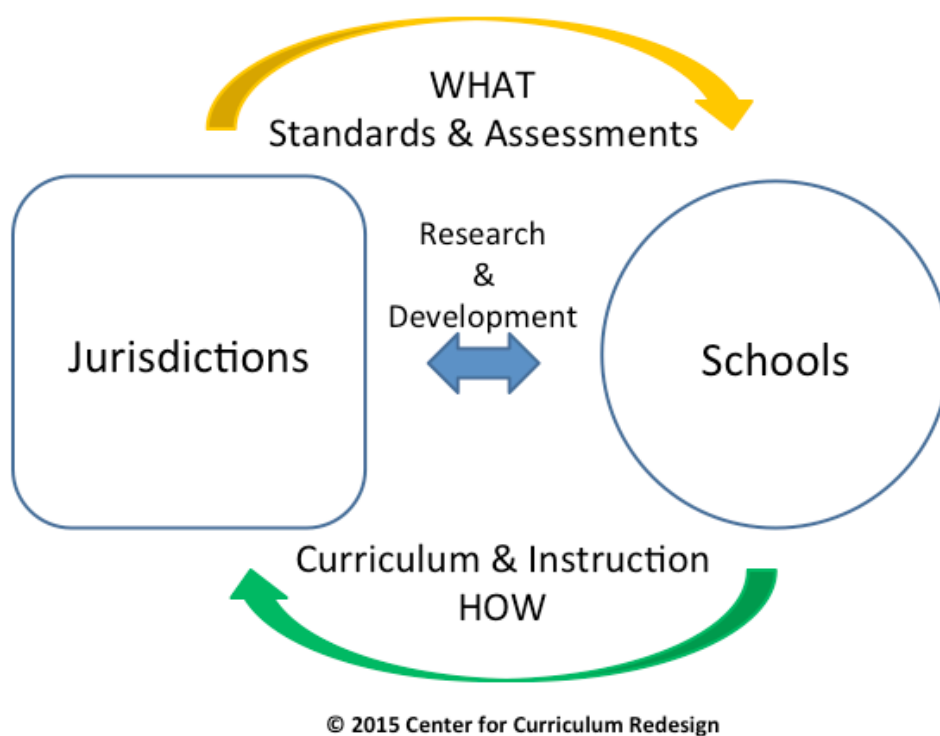 WHAT
Standards & Assessments
Research
&
Development
Jurisdictions
Schools
Curriculum & Instruction
HOW
© 2015 Center for Curriculum Redesign